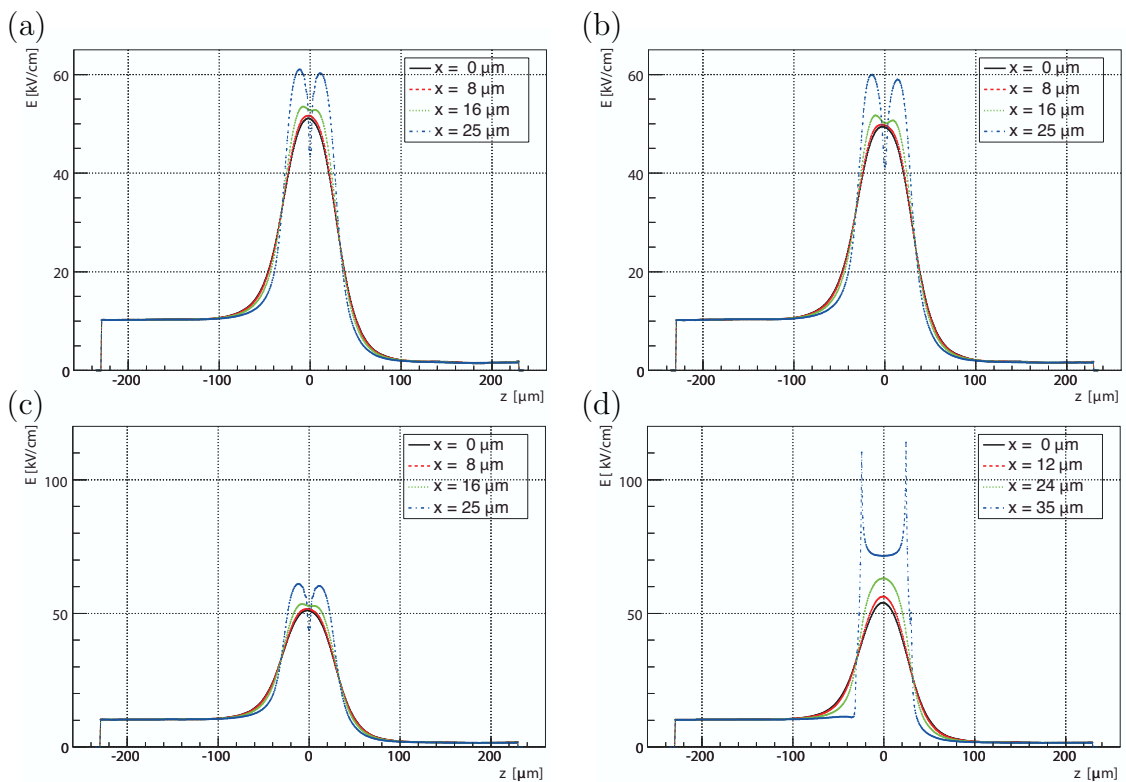 (a)
E [kV/cm]
60
40
20
0
-200
-100
0
100
200
z [µm]
x = 0 µm
x = 8 µm
x = 16 µm
x = 25 µm
(b)
E [kV/cm]
60
40
20
0
-200
-100
0
100
200
z [µm]
x = 0 µm
x = 8 µm
x = 16 µm
x = 25 µm
(c)
E [kV/cm]
100
50
0
-200
-100
0
100
200
z [µm]
x = 0 µm
x = 8 µm
x = 16 µm
x = 25 µm
(d)
E [kV/cm]
100
50
0
-200
-100
0
100
200
z [µm]
x = 0 µm
x = 12 µm
x = 24 µm
x = 35 µm